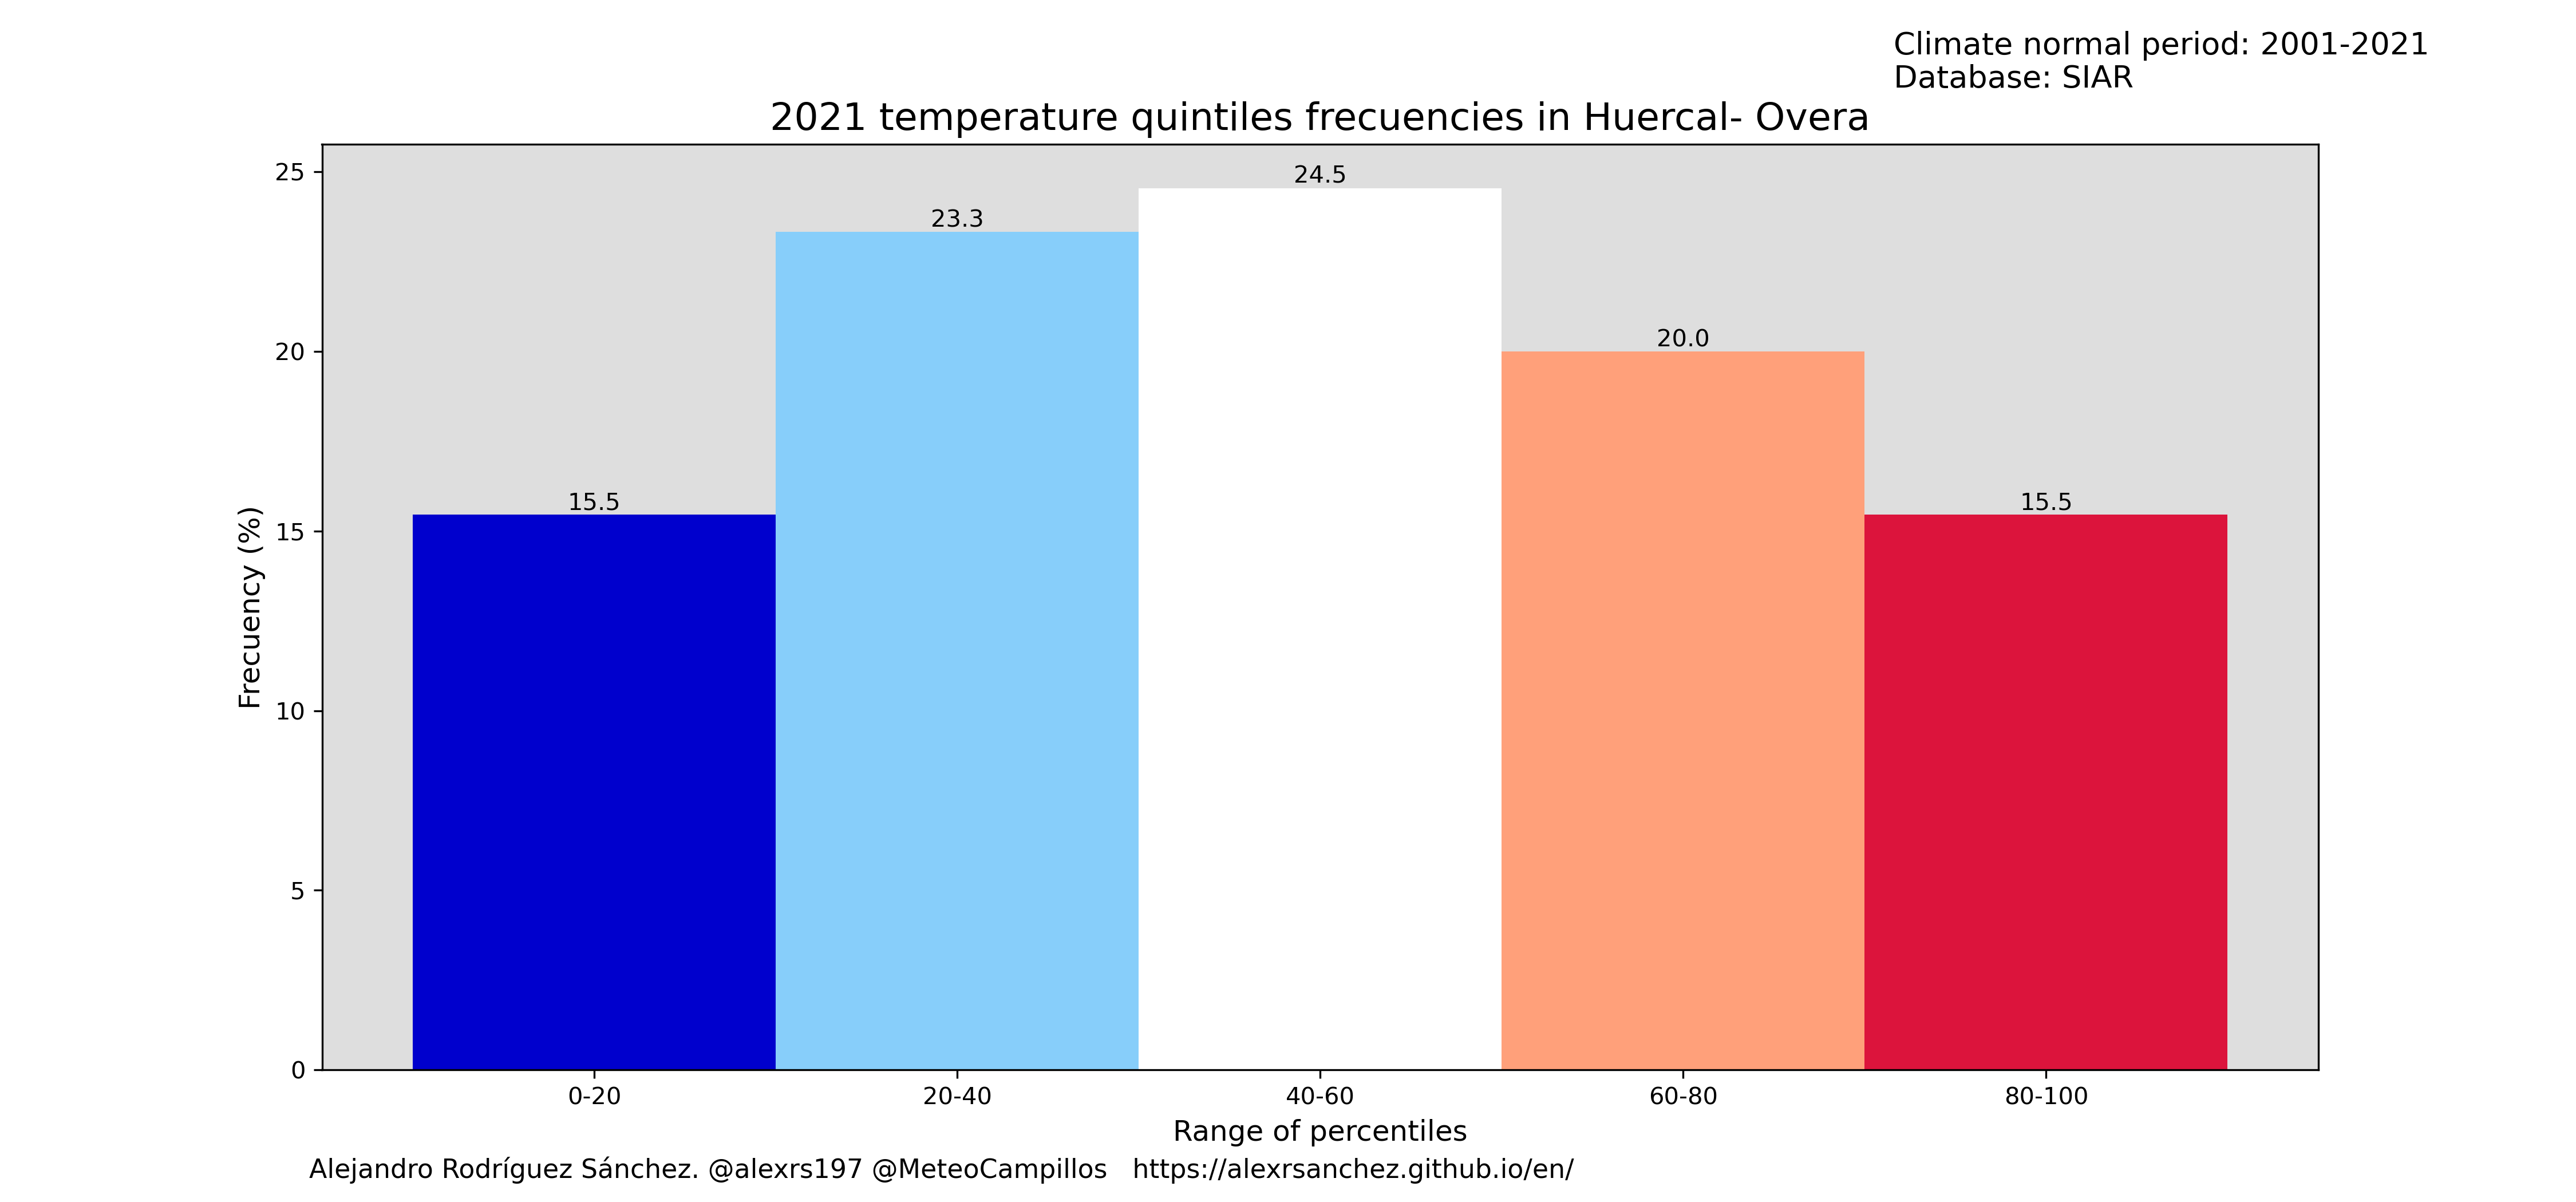 Climate normal period: 2001-2021
Database: SIAR
2021 temperature quintiles frecuencies in Huercal- Overa
25
24.5
23.3
20
20.0
15.5
15.5
15
Frecuency (%)
10
5
0
0-20 20-40 40-60 60-80 80-100
Range of percentiles
Alejandro Rodríguez Sánchez. @alexrs197 @MeteoCampillos https://alexrsanchez.github.io/en/